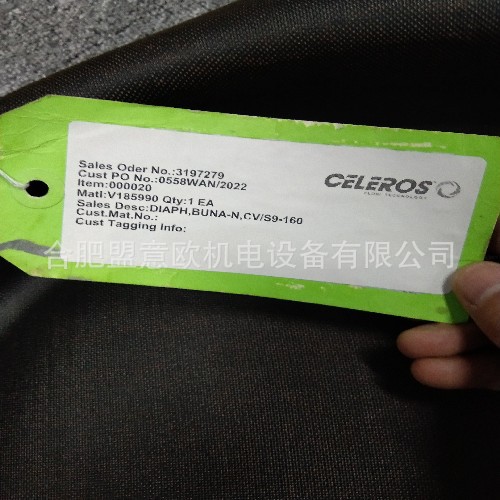 Sales Oder No.:3197279
Cust PO No.:0558WAN/2022
Item:000020
Matl:V185990 Qty:1 EA
Sales Desc:DIAPH,BUNA-N,CV/S9-160
Cust.Mat.No.:
Cust Tagging Info:
CELEROS
FLOW TECHNOLOGY
合肥盟意欧机电设备有限公司